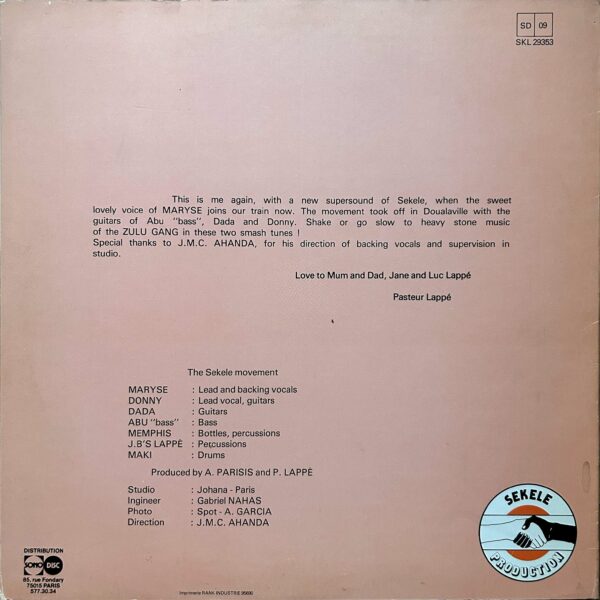 SD 09
SKL 29353
This is me again, with a new supersound of Sekele, when the sweet
lovely voice of MARYSE joins our train now. The movement took off in Doualaville with the
guitars of Abu "bass", Dada and Donny. Shake or go slow to heavy stone music
of the ZULU GANG in these two smash tunes !
Special thanks to J.M.C. AHANDA, for his direction of backing vocals and supervision in
studio.
Love to Mum and Dad, Jane and Luc Lappé
Pasteur Lappé
The Sekele movement
MARYSE : Lead and backing vocals
DONNY : Lead vocal, guitars
DADA : Guitars
ABU "bass" : Bass
MEMPHIS : Bottles, percussions
J.B'S LAPPÉ : Percussions
MAKI : Drums
Produced by A. PARISIS and P. LAPPÉ
Studio : Johana - Paris
Ingineer : Gabriel NAHAS
Photo : Spot - A. GARCIA
Direction : J.M.C. AHANDA
SEKELE
PRODUCTION
DISTRIBUTION
SONO DISC
85, rue Fondary
75015 PARIS
577.30.34
Imprimerie RANK INDUSTRIE 95690